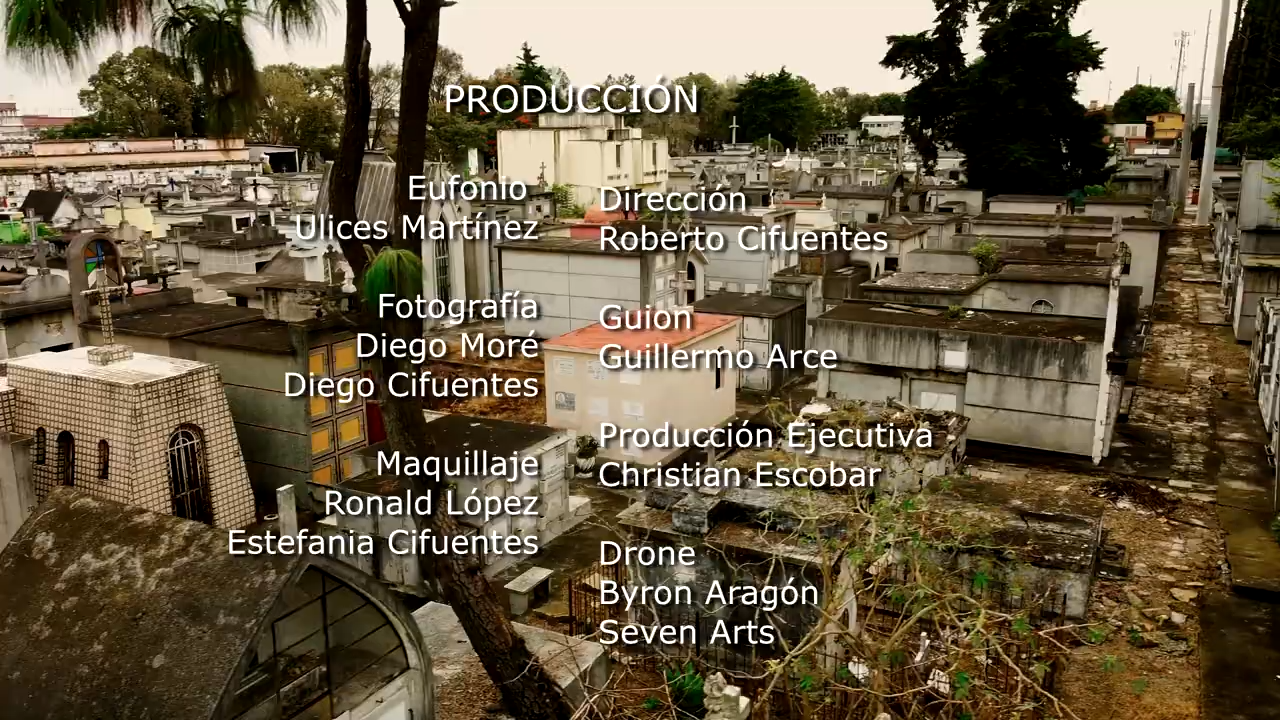 PRODUCCIÓN
Eufonio
Ulices Martínez
Fotografía
Diego Moré
Diego Cifuentes
Maquillaje
Ronald López
Estefania Cifuentes
Dirección
Roberto Cifuentes
Guion
Guillermo Arce
Producción Ejecutiva
Christian Escobar
Drone
Byron Aragón
Seven Arts